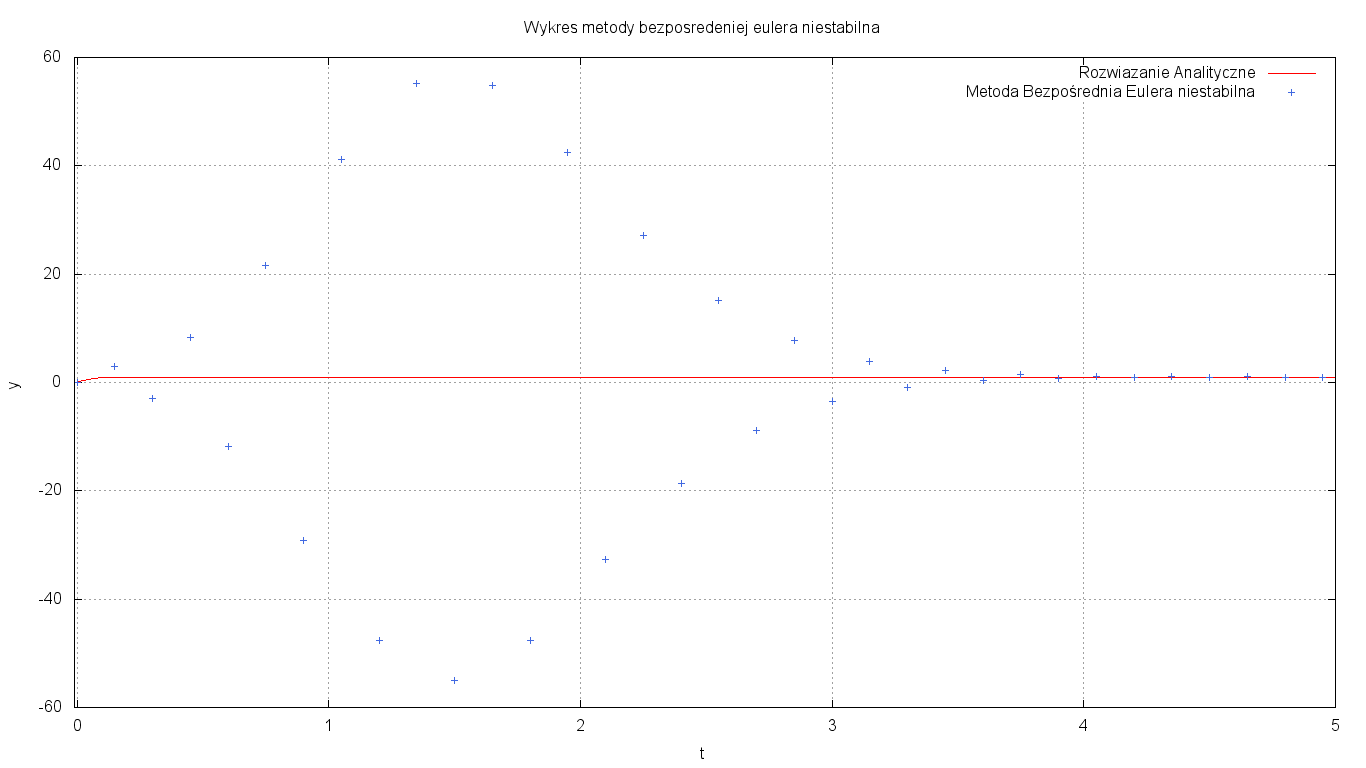 Wykres metody bezposredeniej eulera niestabilna
Rozwiazanie Analityczne
Metoda Bezpośrednia Eulera niestabilna
60
40
20
0
-20
-40
-60
y
0 1 2 3 4 5
t